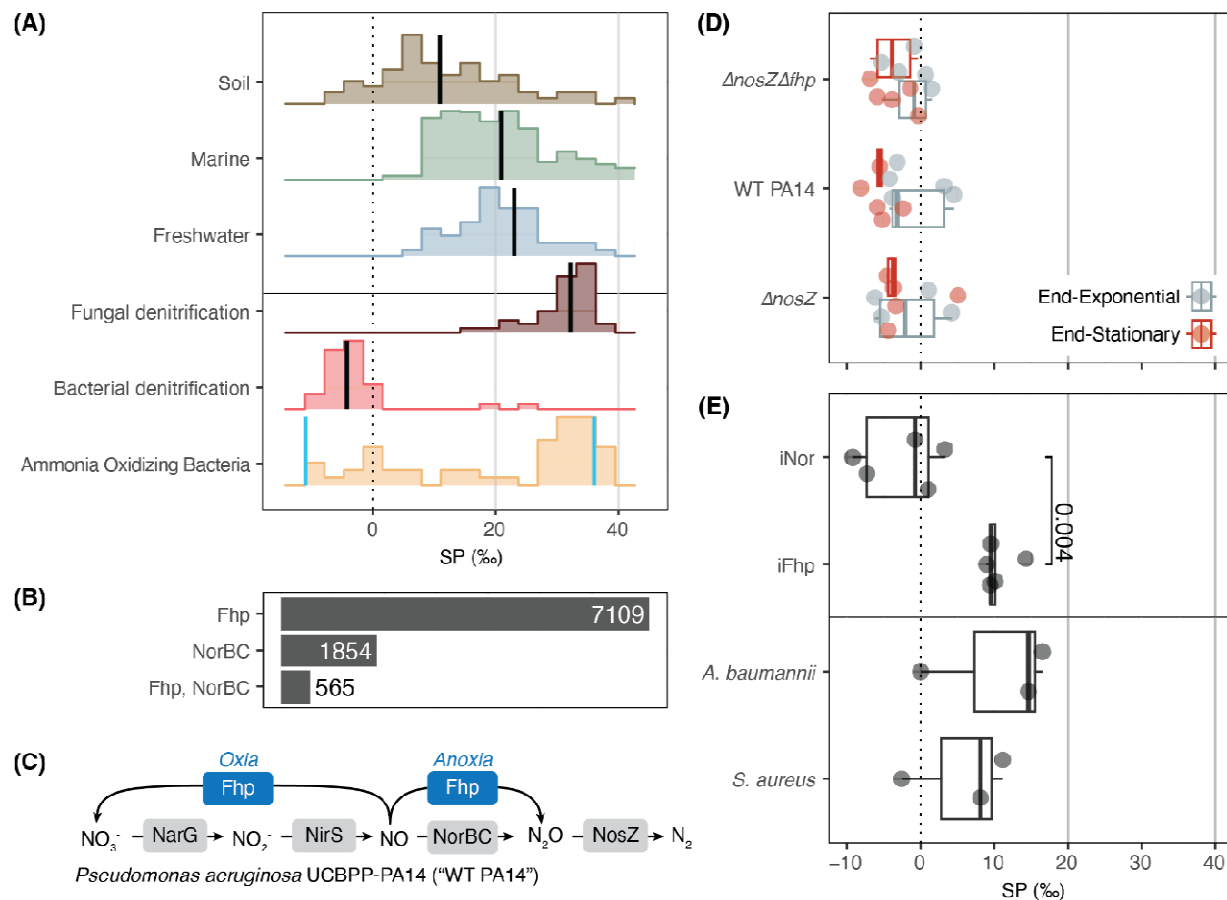 (A)
Soil
Marine
Freshwater
Fungal denitrification
Bacterial denitrification
Ammonia Oxidizing Bacteria
0
20
40
SP (‰)
(B)
Fhp
7109
NorBC
1854
Fhp, NorBC
565
(C)
Oxia
Anoxia
Fhp
Fhp
NO₃⁻ NarG NO₂⁻ NirS NO NorBC N₂O NosZ N₂
Pseudomonas aeruginosa UCBPP-PA14 ("WT PA14")
(D)
ΔnosZΔfhp
WT PA14
ΔnosZ
End-Exponential
End-Stationary
(E)
iNor
iFhp
0.004
A. baumannii
S. aureus
−10
0
10
20
30
40
SP (‰)